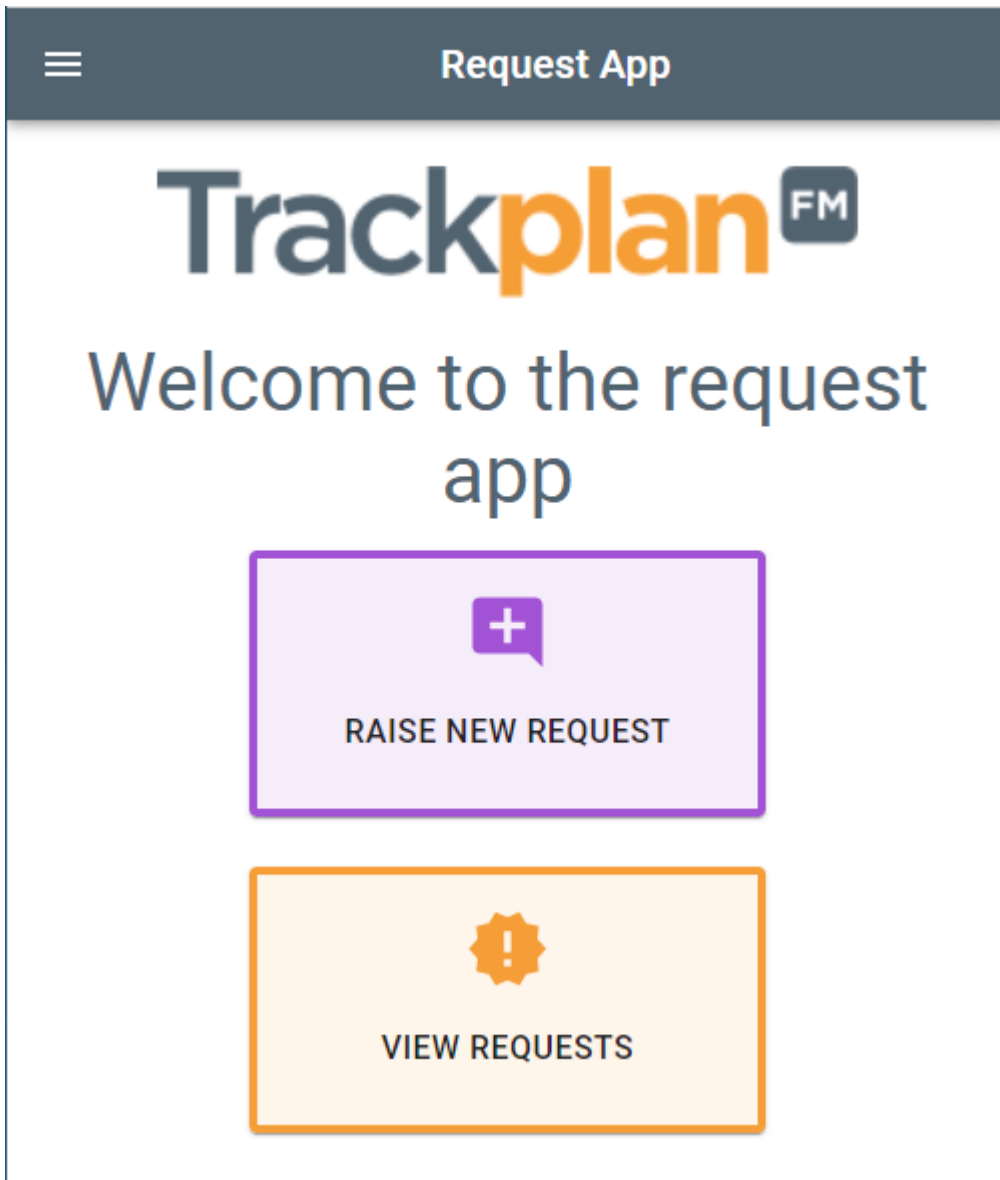 Request App
Trackplan FM
Welcome to the request
app
RAISE NEW REQUEST
VIEW REQUESTS